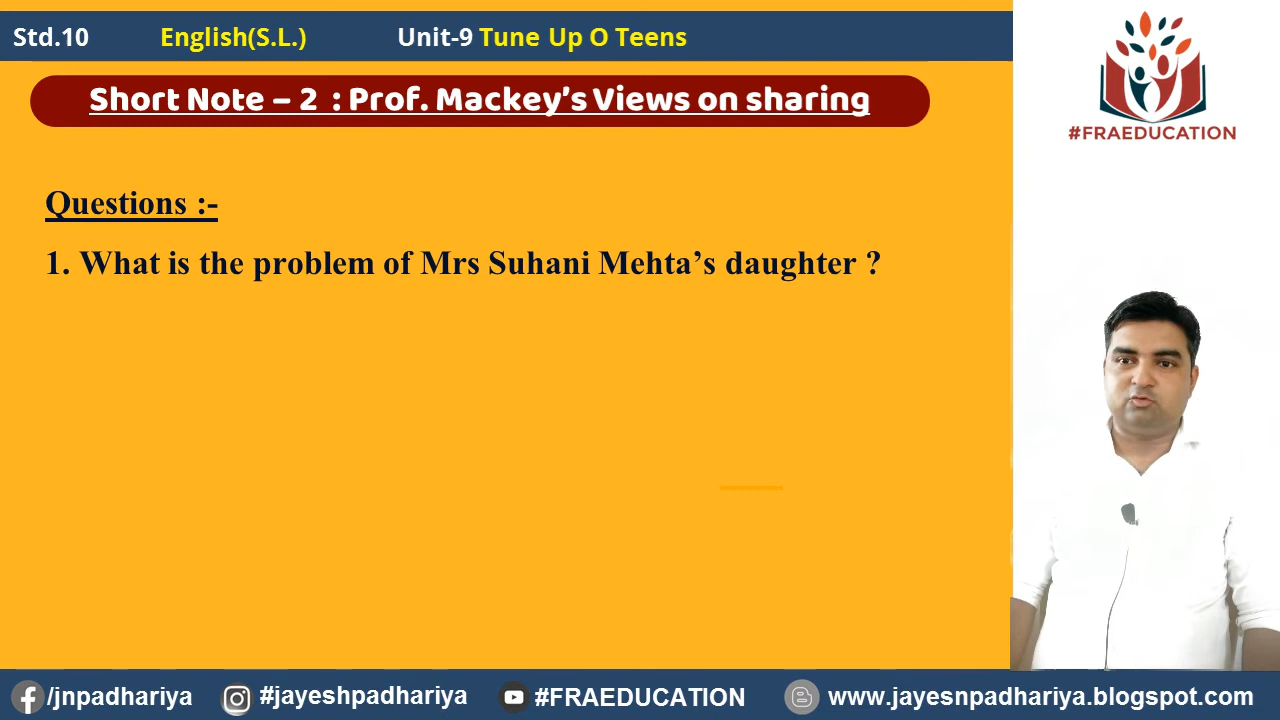 Std.10 English(S.L.) Unit-9 Tune Up O Teens
#FRAEDUCATION
Short Note – 2 : Prof. Mackey’s Views on sharing
Questions :-
1. What is the problem of Mrs Suhani Mehta’s daughter ?
/jnpadhariya #jayeshpadhariya #FRAEDUCATION www.jayesnpadhariya.blogspot.com